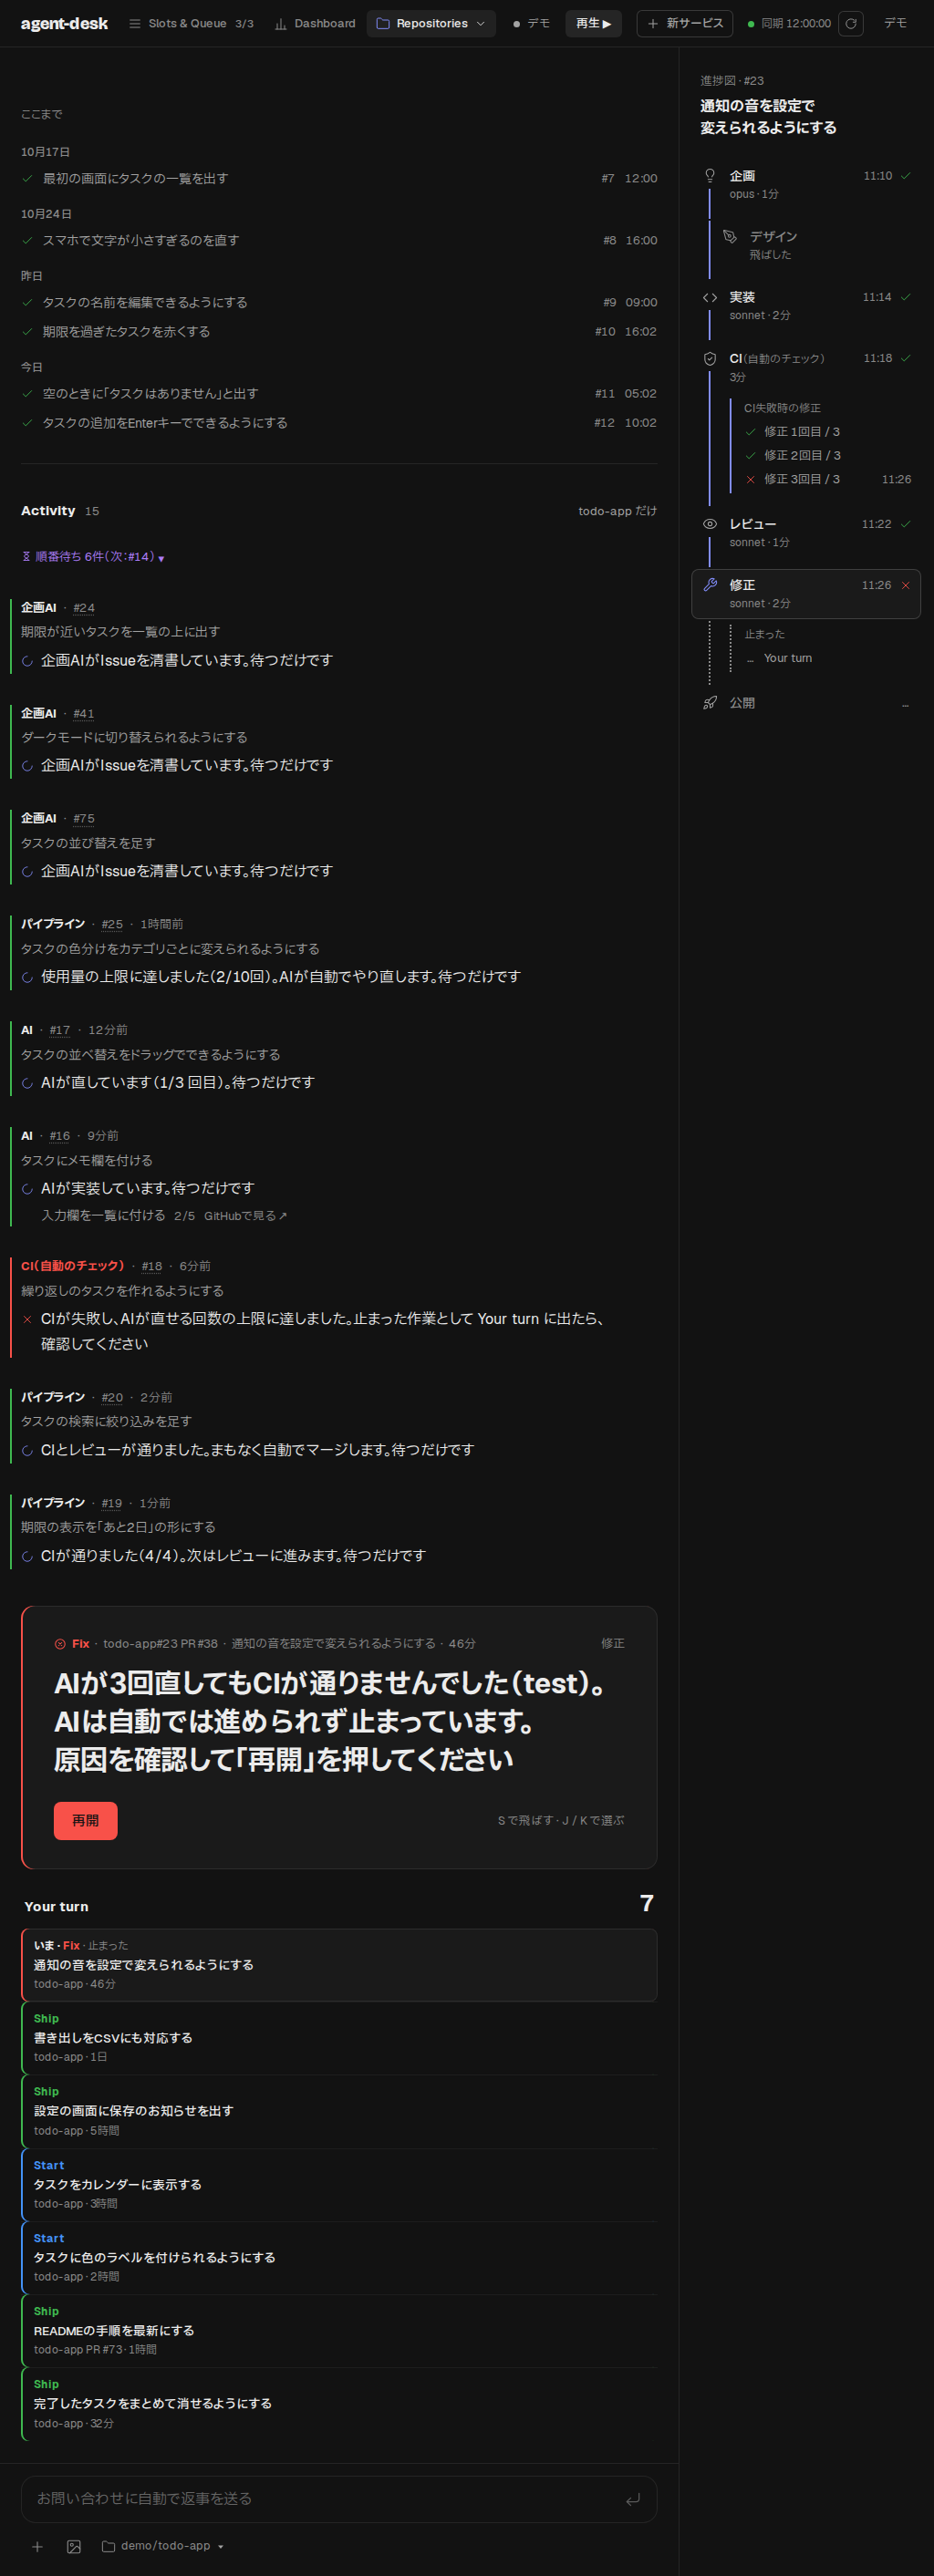 agent-desk
Slots & Queue 3/3
Dashboard
Repositories
デモ
再生 ▶
新サービス
同期 12:00:00
デモ
ここまで
10月17日
最初の画面にタスクの一覧を出す #7 12:00
10月24日
スマホで文字が小さすぎるのを直す #8 16:00
昨日
タスクの名前を編集できるようにする #9 09:00
期限を過ぎたタスクを赤くする #10 16:02
今日
空のときに「タスクはありません」と出す #11 05:02
タスクの追加をEnterキーでできるようにする #12 10:02
Activity 15 todo-app だけ
順番待ち 6件(次:#14) ▾
企画AI · #24
期限が近いタスクを一覧の上に出す
企画AIがIssueを清書しています。待つだけです
企画AI · #41
ダークモードに切り替えられるようにする
企画AIがIssueを清書しています。待つだけです
企画AI · #75
タスクの並び替えを足す
企画AIがIssueを清書しています。待つだけです
パイプライン · #25 · 1時間前
タスクの色分けをカテゴリごとに変えられるようにする
使用量の上限に達しました(2/10回)。AIが自動でやり直します。待つだけです
AI · #17 · 12分前
タスクの並べ替えをドラッグでできるようにする
AIが直しています(1/3 回目)。待つだけです
AI · #16 · 9分前
タスクにメモ欄を付ける
AIが実装しています。待つだけです
入力欄を一覧に付ける 2/5 GitHubで見る↗
CI(自動のチェック) · #18 · 6分前
繰り返しのタスクを作れるようにする
CIが失敗し、AIが直せる回数の上限に達しました。止まった作業として Your turn に出たら、
確認してください
パイプライン · #20 · 2分前
タスクの検索に絞り込みを足す
CIとレビューが通りました。まもなく自動でマージします。待つだけです
パイプライン · #19 · 1分前
期限の表示を「あと2日」の形にする
CIが通りました(4/4)。次はレビューに進みます。待つだけです
Fix · todo-app#23 PR#38 · 通知の音を設定で変えられるようにする · 46分 修正
AIが3回直してもCIが通りませんでした(test)。
AIは自動では進められず止まっています。
原因を確認して「再開」を押してください
再開
Sで飛ばす · J / Kで選ぶ
Your turn 7
いま · Fix · 止まった
通知の音を設定で変えられるようにする
todo-app · 46分
Ship
書き出しをCSVにも対応する
todo-app · 1日
Ship
設定の画面に保存のお知らせを出す
todo-app · 5時間
Start
タスクをカレンダーに表示する
todo-app · 3時間
Start
タスクに色のラベルを付けられるようにする
todo-app · 2時間
Ship
READMEの手順を最新にする
todo-app PR #73 · 1時間
Ship
完了したタスクをまとめて消せるようにする
todo-app · 32分
お問い合わせに自動で返事を送る
demo/todo-app ▾
進捗図 · #23
通知の音を設定で
変えられるようにする
企画 11:10
opus · 1分
デザイン
飛ばした
実装 11:14
sonnet · 2分
CI(自動のチェック) 11:18
3分
CI失敗時の修正
修正 1回目 / 3
修正 2回目 / 3
修正 3回目 / 3 11:26
レビュー 11:22
sonnet · 1分
修正 11:26
sonnet · 2分
止まった
… Your turn
公開 …